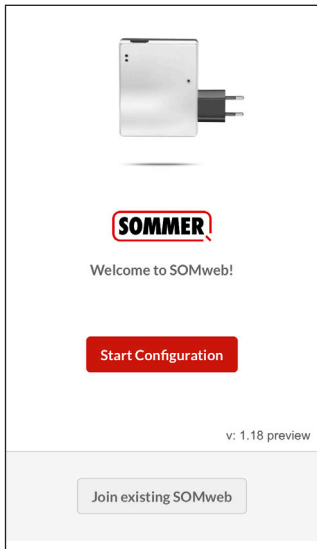 SOMMER
Welcome to SOMweb!
Start Configuration
v: 1.18 preview
Join existing SOMweb